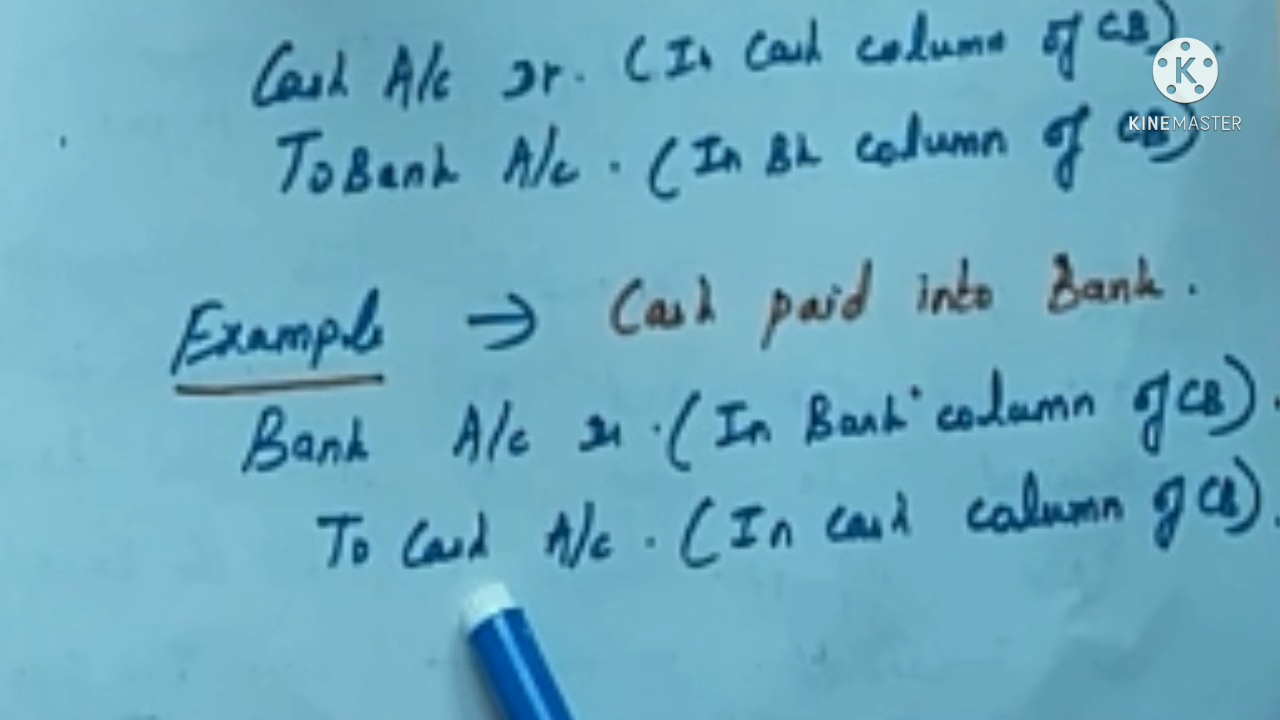 Cash A/c Dr. (In Cash column of CB).
To Bank A/c. (In Bk column of CB)
KINEMASTER
Example → Cash paid into Bank.
Bank A/c Dr. (In Bank column of CB).
To Cash A/c. (In cash column of CB).